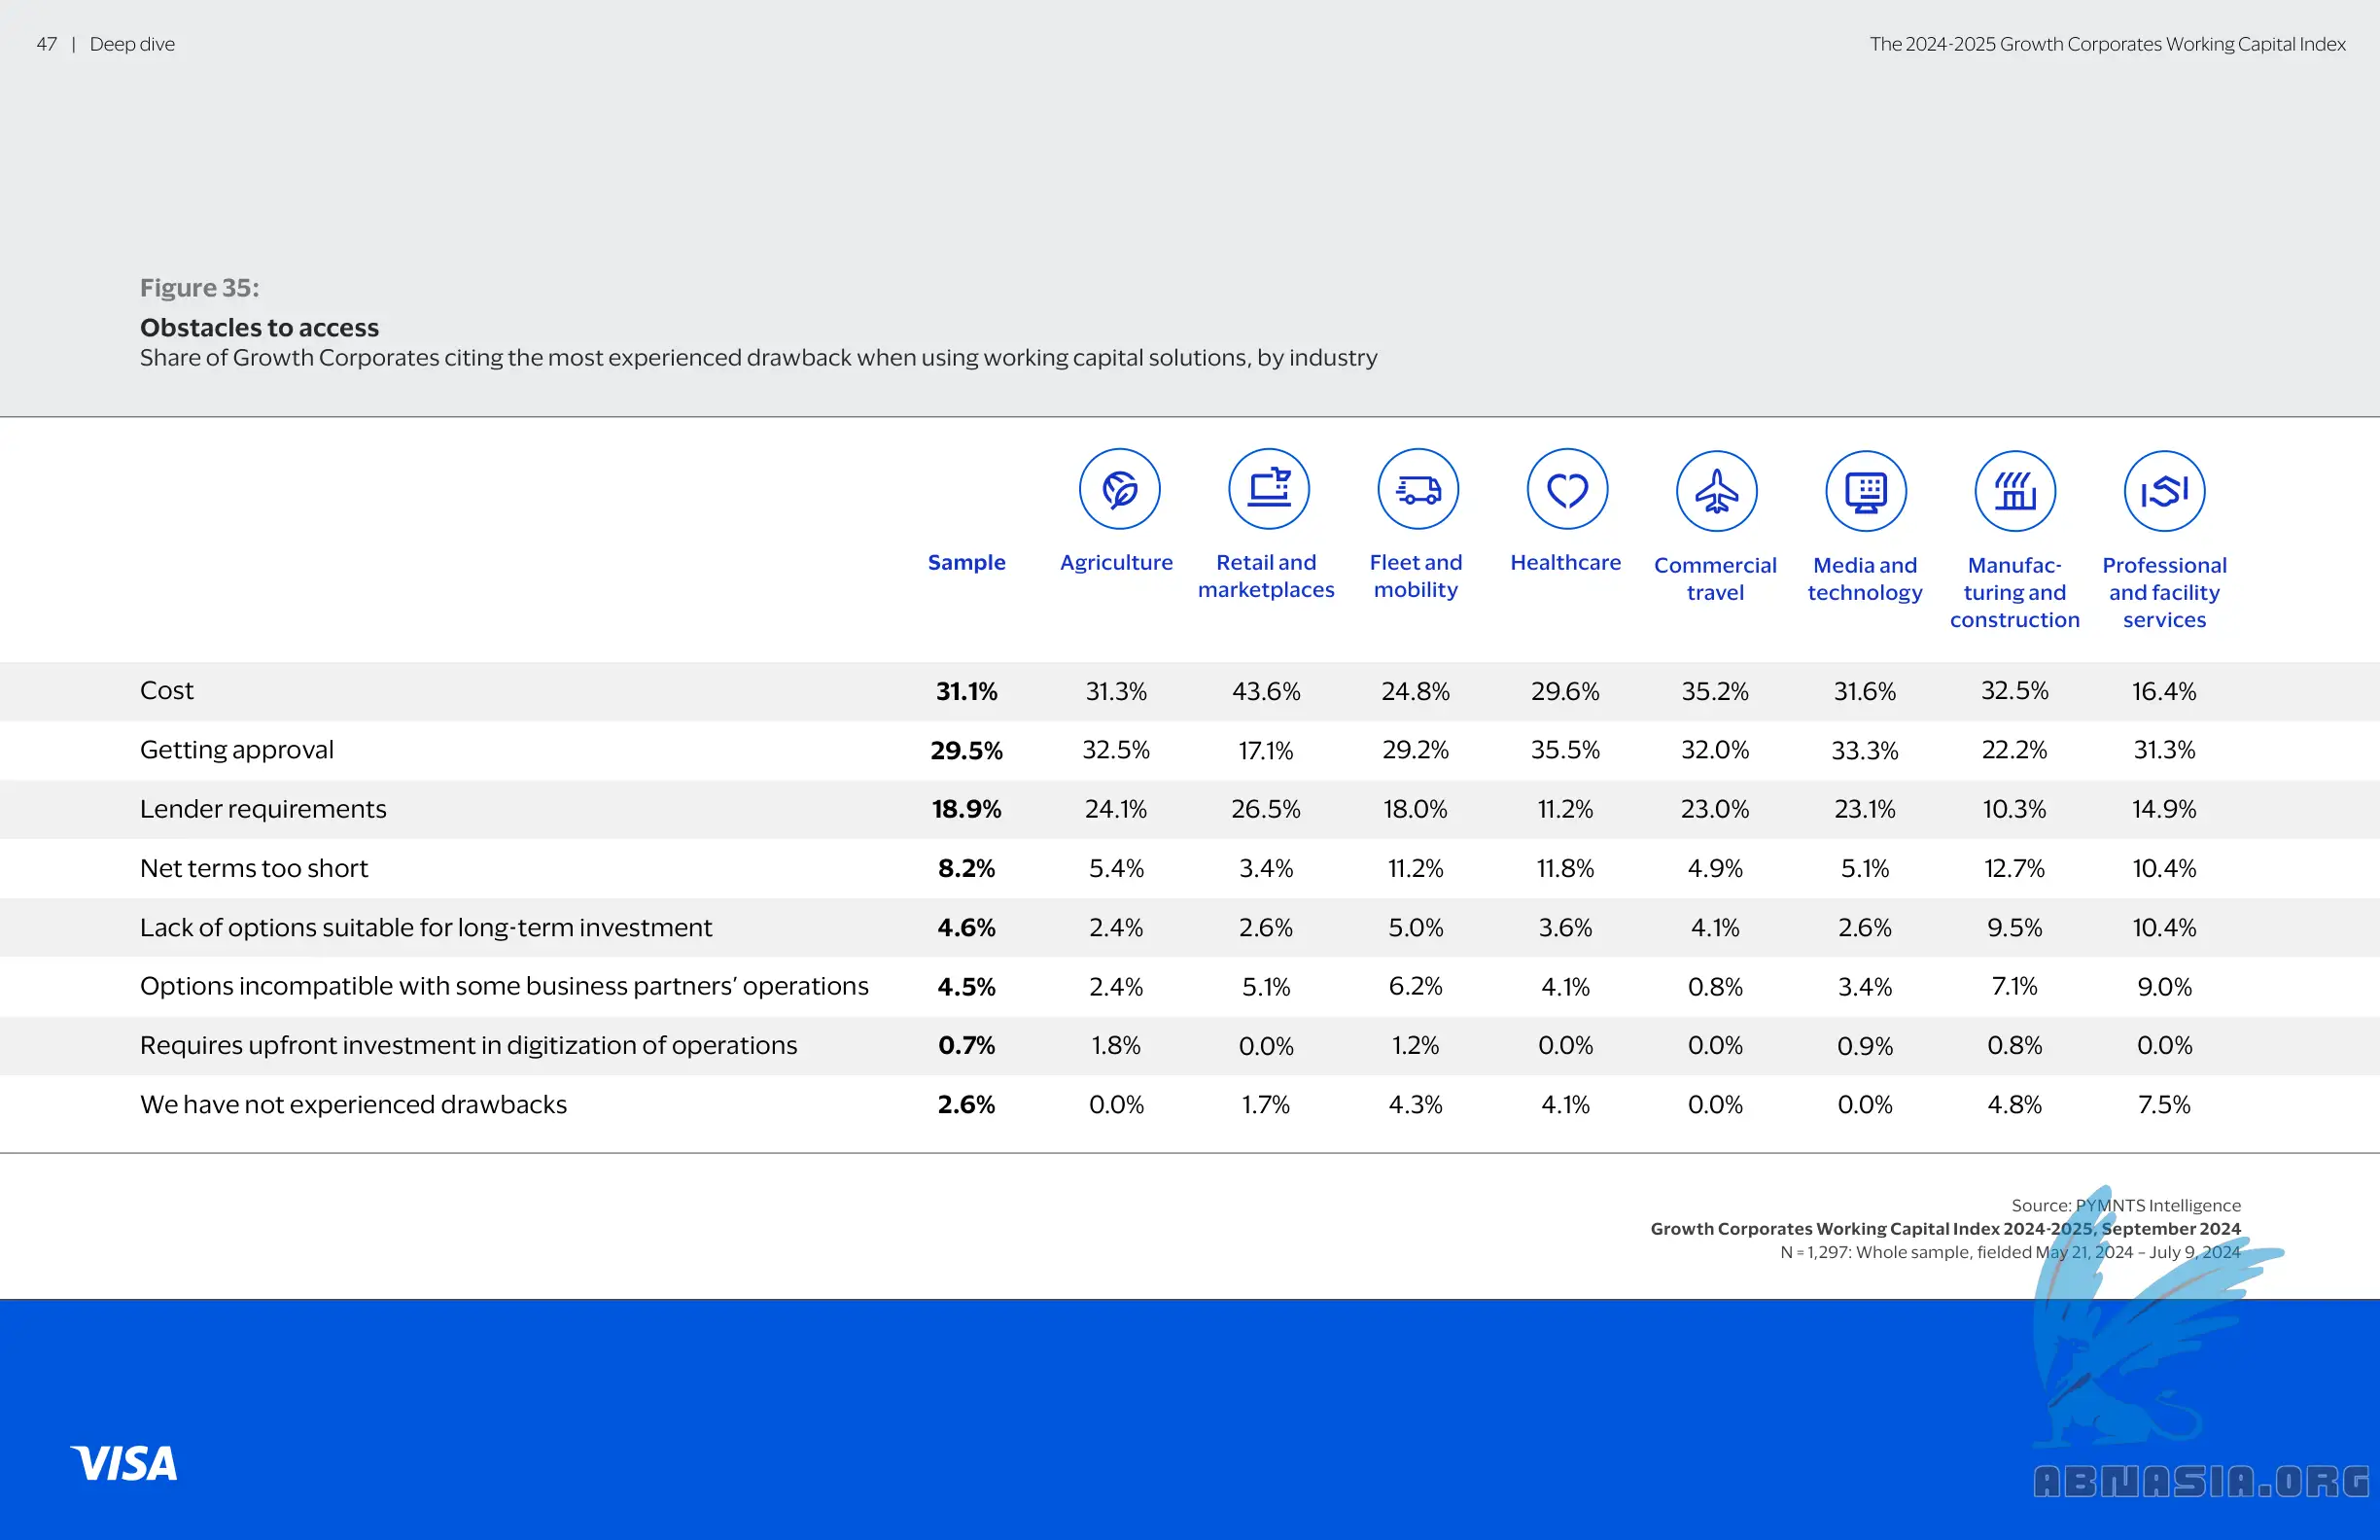 47 | Deep dive
The 2024-2025 Growth Corporates Working Capital Index
Figure 35:
Obstacles to access
Share of Growth Corporates citing the most experienced drawback when using working capital solutions, by industry
Sample Agriculture Retail and Fleet and Healthcare Commercial Media and Manufac- Professional
marketplaces mobility travel technology turing and and facility
construction services
Cost 31.1% 31.3% 43.6% 24.8% 29.6% 35.2% 31.6% 32.5% 16.4%
Getting approval 29.5% 32.5% 17.1% 29.2% 35.5% 32.0% 33.3% 22.2% 31.3%
Lender requirements 18.9% 24.1% 26.5% 18.0% 11.2% 23.0% 23.1% 10.3% 14.9%
Net terms too short 8.2% 5.4% 3.4% 11.2% 11.8% 4.9% 5.1% 12.7% 10.4%
Lack of options suitable for long-term investment 4.6% 2.4% 2.6% 5.0% 3.6% 4.1% 2.6% 9.5% 10.4%
Options incompatible with some business partners’ operations 4.5% 2.4% 5.1% 6.2% 4.1% 0.8% 3.4% 7.1% 9.0%
Requires upfront investment in digitization of operations 0.7% 1.8% 0.0% 1.2% 0.0% 0.0% 0.9% 0.8% 0.0%
We have not experienced drawbacks 2.6% 0.0% 1.7% 4.3% 4.1% 0.0% 0.0% 4.8% 7.5%
Source: PYMNTS Intelligence
Growth Corporates Working Capital Index 2024-2025, September 2024
N = 1,297: Whole sample, fielded May 21, 2024 – July 9, 2024
VISA
ABNASIA.ORG